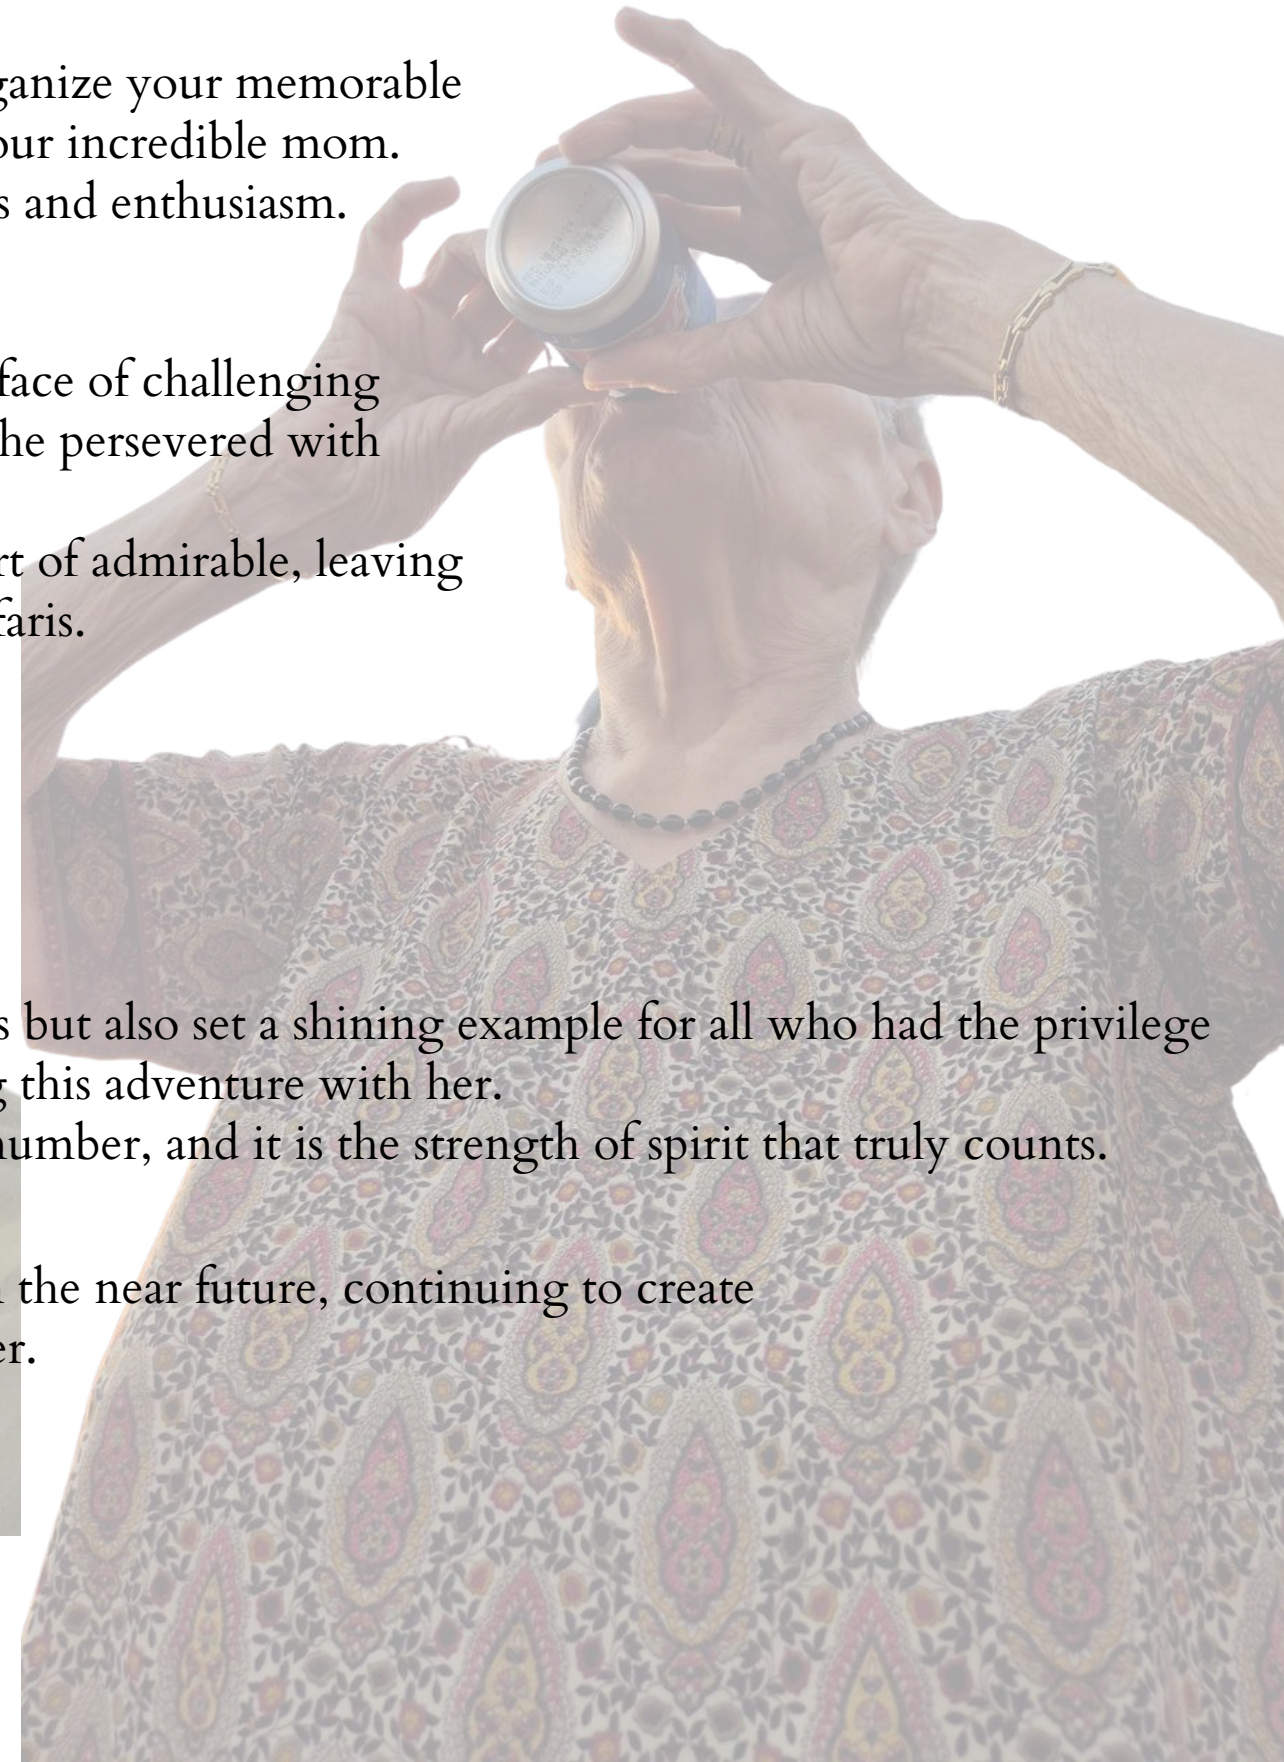 ganize your memorable
our incredible mom.
s and enthusiasm.
face of challenging
he persevered with
rt of admirable, leaving
faris.
s but also set a shining example for all who had the privilege
g this adventure with her.
number, and it is the strength of spirit that truly counts.
the near future, continuing to create
er.